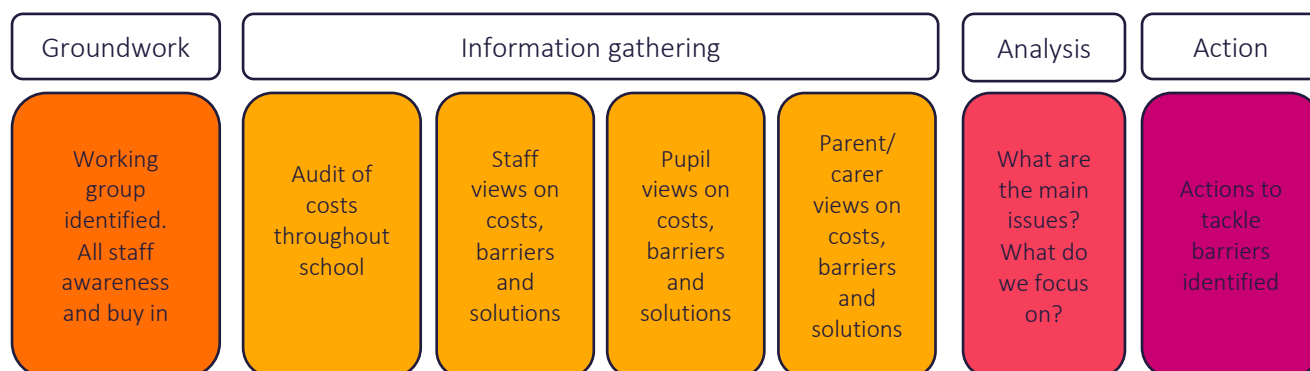 Groundwork
Information gathering
Analysis
Action
Working
group
identified.
All staff
awareness
and buy in
Audit of
costs
throughout
school
Staff
views on
costs,
barriers
and
solutions
Pupil
views on
costs,
barriers
and
solutions
Parent/
carer
views on
costs,
barriers
and
solutions
What are
the main
issues?
What do
we focus
on?
Actions to
tackle
barriers
identified